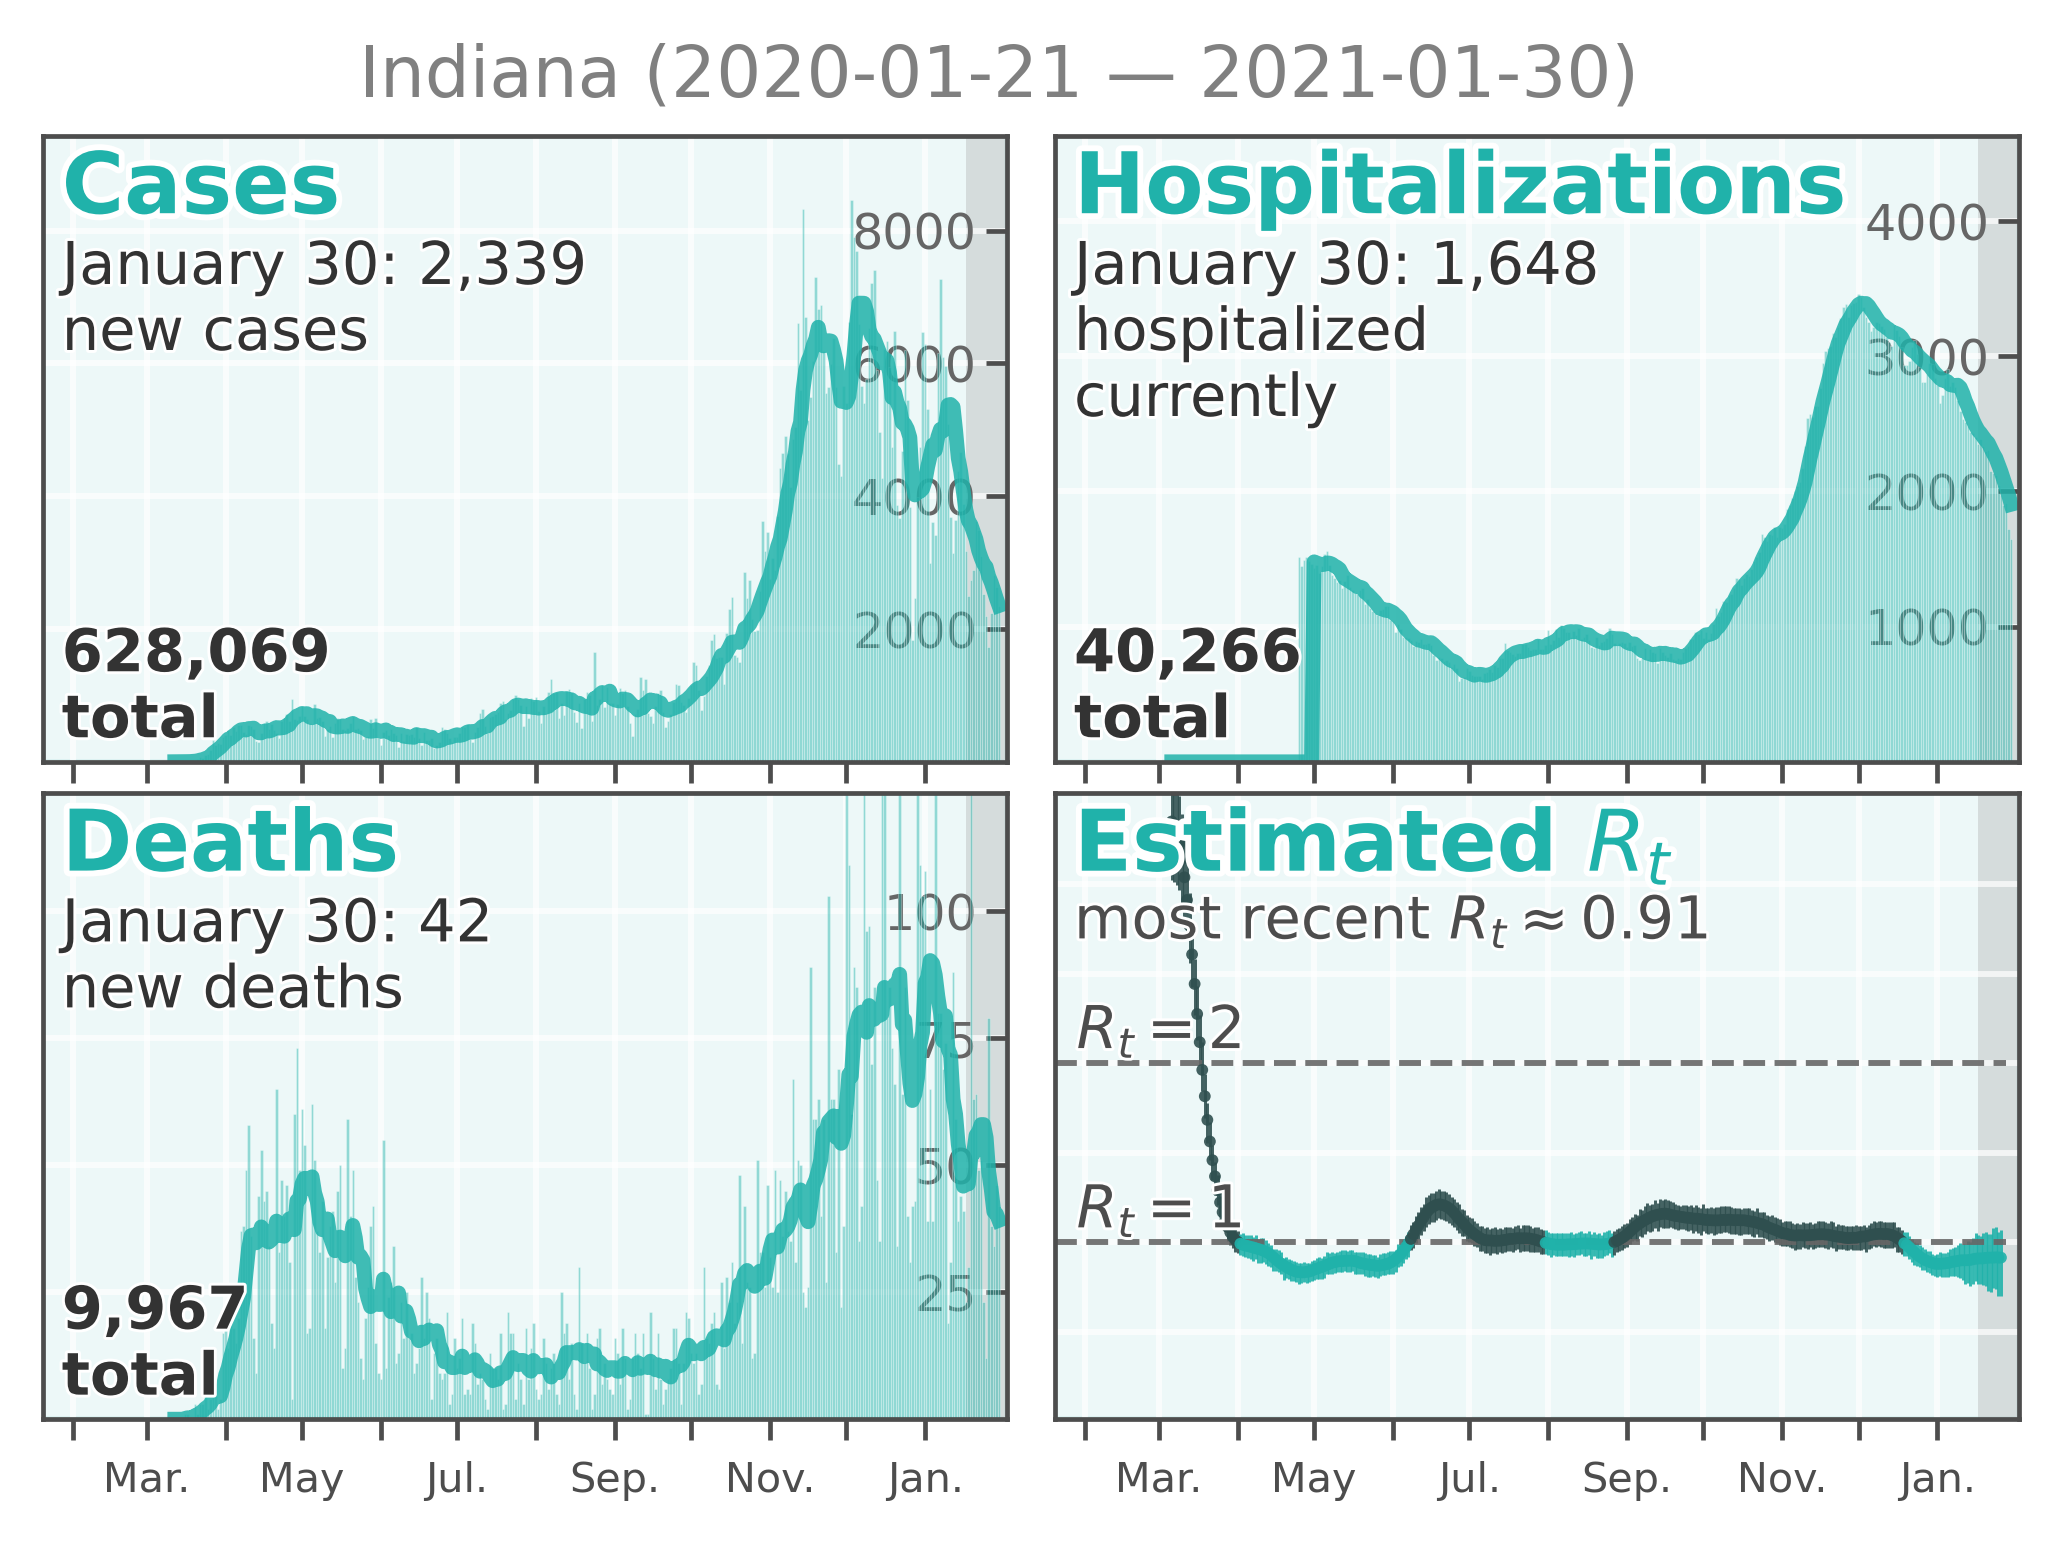 Indiana (2020-01-21 — 2021-01-30)
Cases
January 30: 2,339
new cases
8000
6000
4000
2000
628,069
total
Hospitalizations
January 30: 1,648
hospitalized
currently
4000
3000
2000
1000
40,266
total
Deaths
January 30: 42
new deaths
100
75
50
25
9,967
total
Mar. May Jul. Sep. Nov. Jan.
Estimated Rₜ
most recent Rₜ ≈ 0.91
Rₜ = 2
Rₜ = 1
Mar. May Jul. Sep. Nov. Jan.